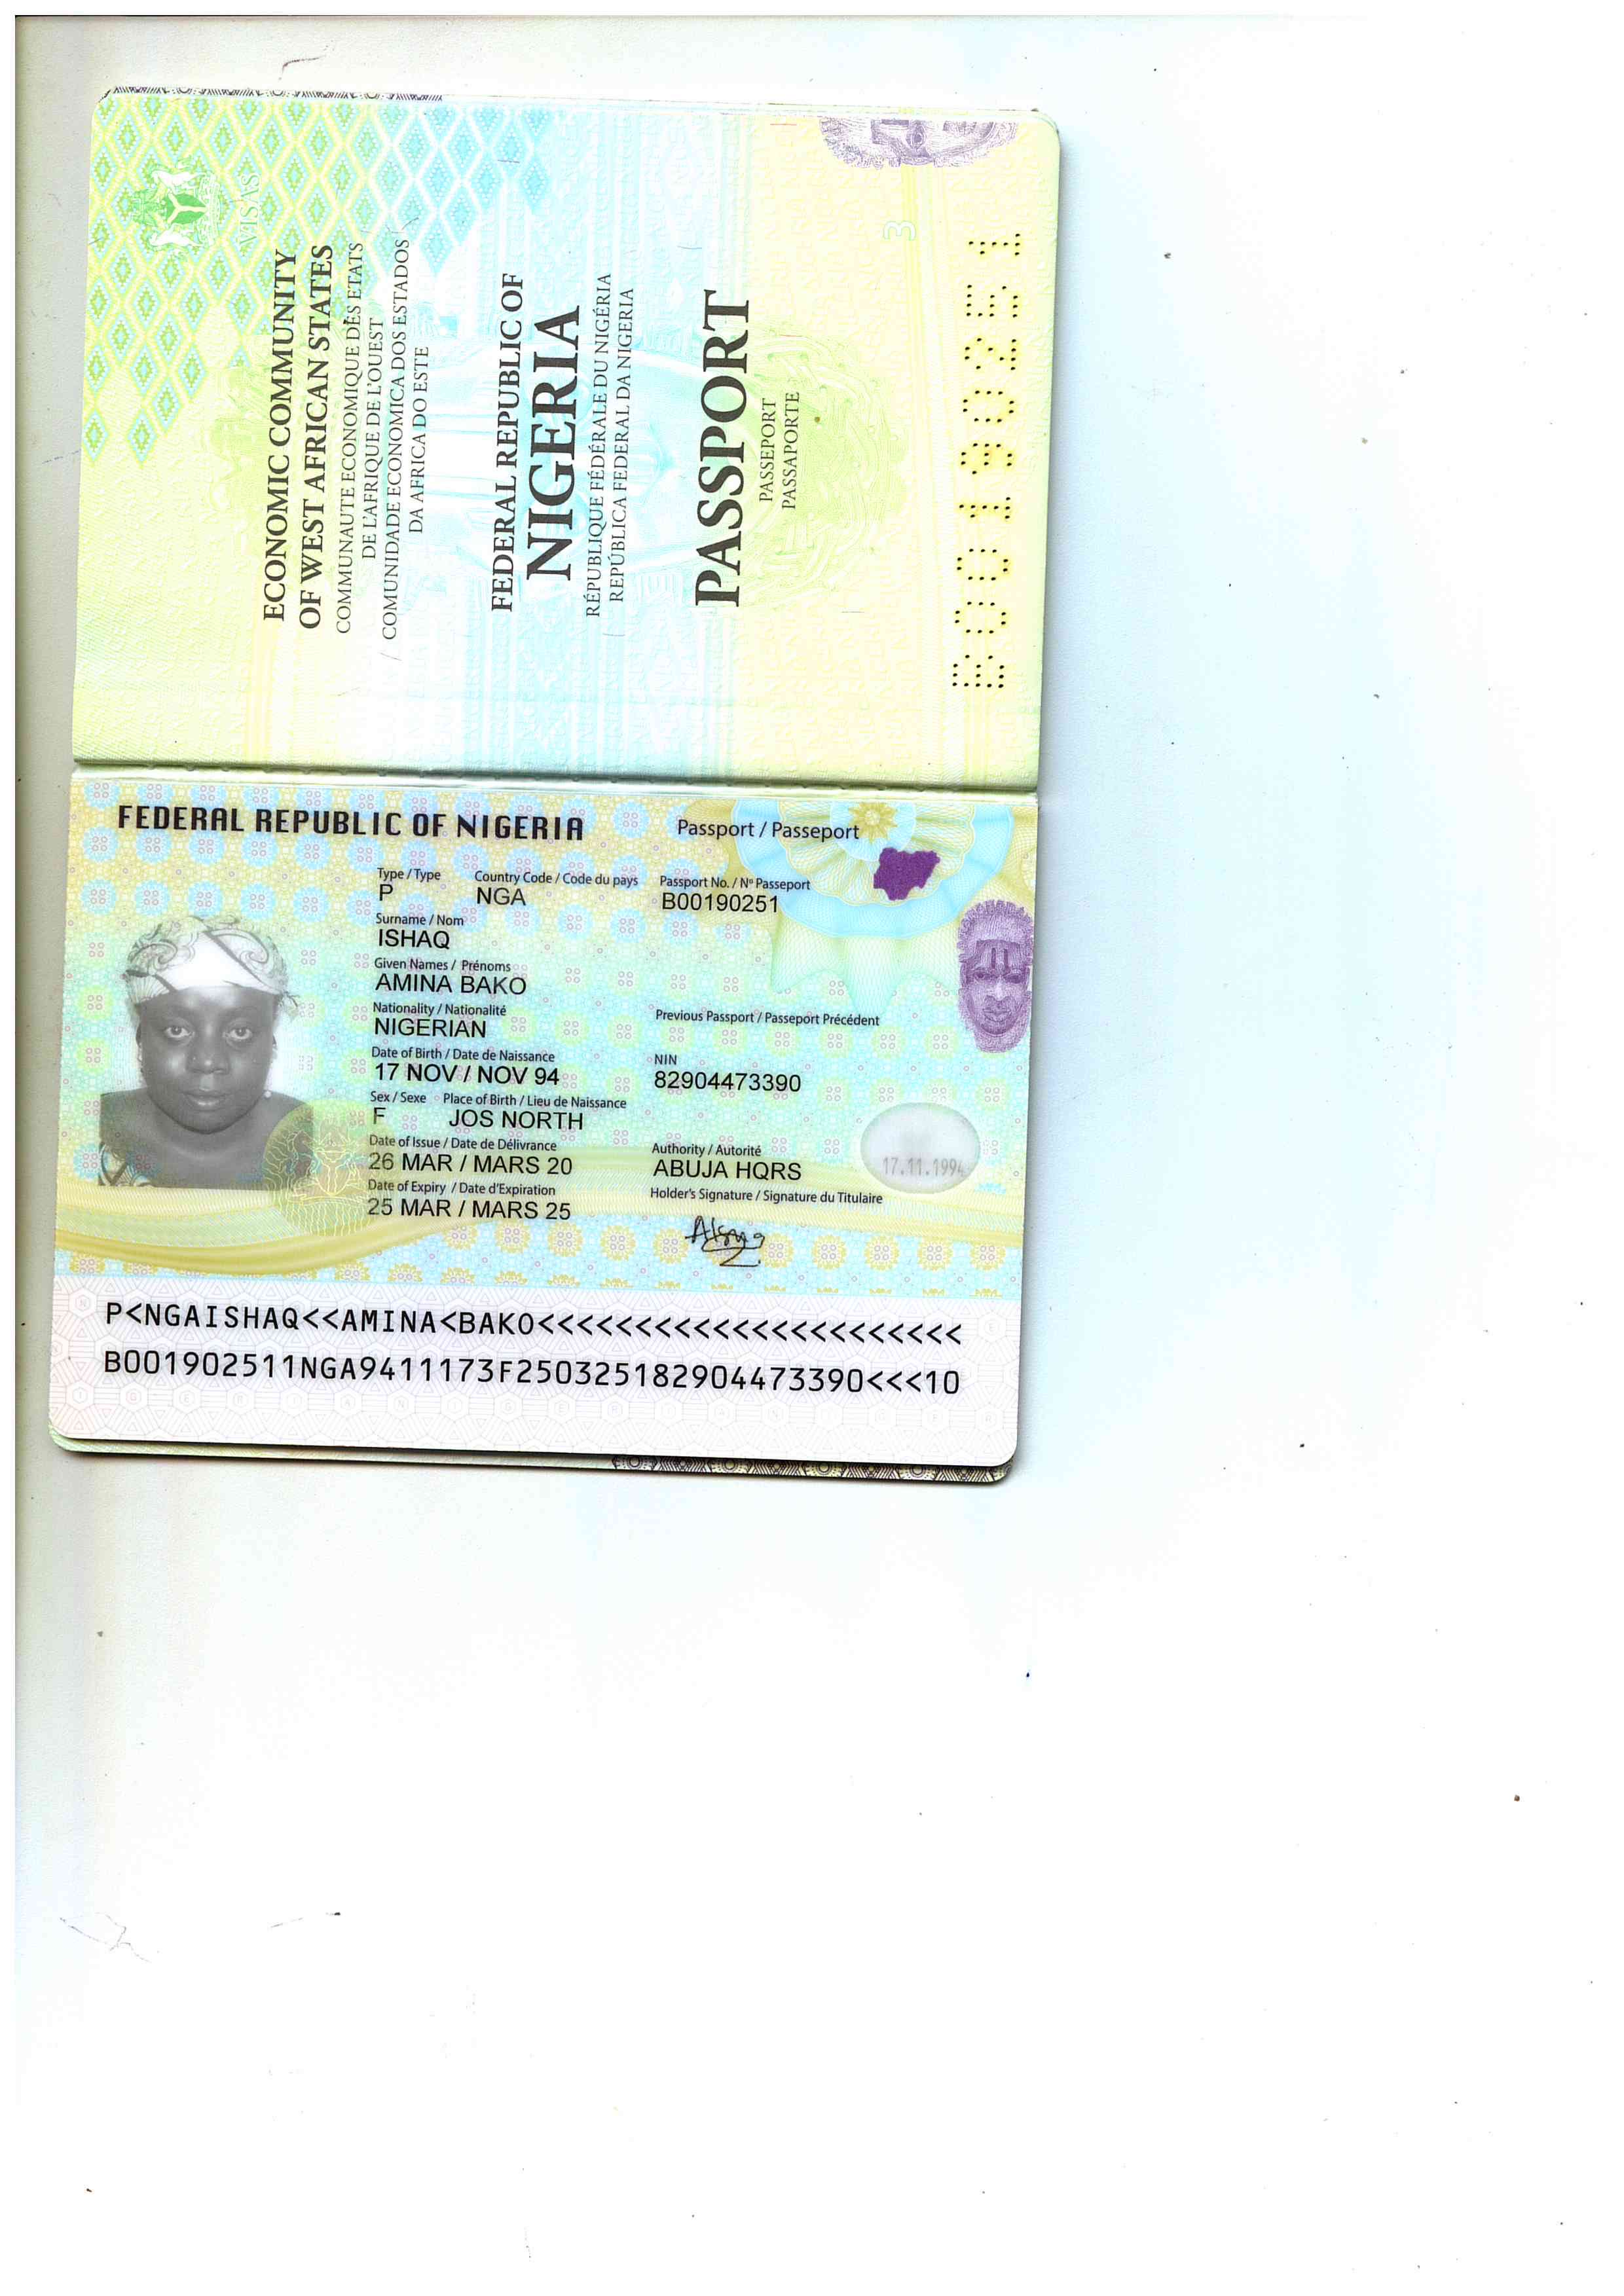 VISAS
ECONOMIC COMMUNITY
OF WEST AFRICAN STATES
COMMUNAUTE ECONOMIQUE DES ETATS
DE L'AFRIQUE DE L'OUEST
COMUNIDADE ECONOMICA DOS ESTADOS
DA AFRICA DO ESTE
FEDERAL REPUBLIC OF
NIGERIA
RÉPUBLIQUE FÉDÉRALE DU NIGÉRIA
REPÚBLICA FEDERAL DA NIGERIA
PASSPORT
PASSEPORT
PASSAPORTE
3
B00190251
FEDERAL REPUBLIC OF NIGERIA
Passport / Passeport
Type / Type Country Code / Code du pays Passport No. / Nº Passeport
P NGA B00190251
Surname / Nom
ISHAQ
Given Names / Prénoms
AMINA BAKO
Nationality / Nationalité Previous Passport / Passeport Précédent
NIGERIAN
Date of Birth / Date de Naissance NIN
17 NOV / NOV 94 82904473390
Sex / Sexe Place of Birth / Lieu de Naissance
F JOS NORTH
Date of Issue / Date de Délivrance Authority / Autorité
26 MAR / MARS 20 ABUJA HQRS
17.11.1994
Date of Expiry / Date d'Expiration Holder's Signature / Signature du Titulaire
25 MAR / MARS 25
P<NGAISHAQ<<AMINA<BAKO<<<<<<<<<<<<<<<<<<<<<<
B001902511NGA9411173F250325182904473390<<<10